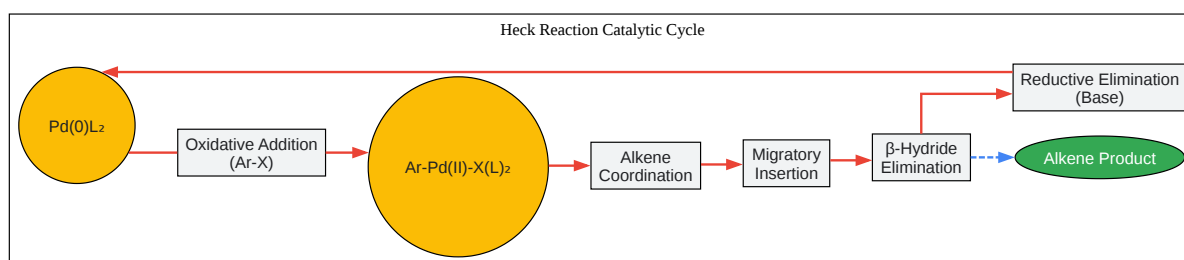 Heck Reaction Catalytic Cycle
Pd(0)L₂
Oxidative Addition
(Ar-X)
Ar-Pd(II)-X(L)₂
Alkene
Coordination
Migratory
Insertion
β-Hydride
Elimination
Reductive Elimination
(Base)
Alkene Product